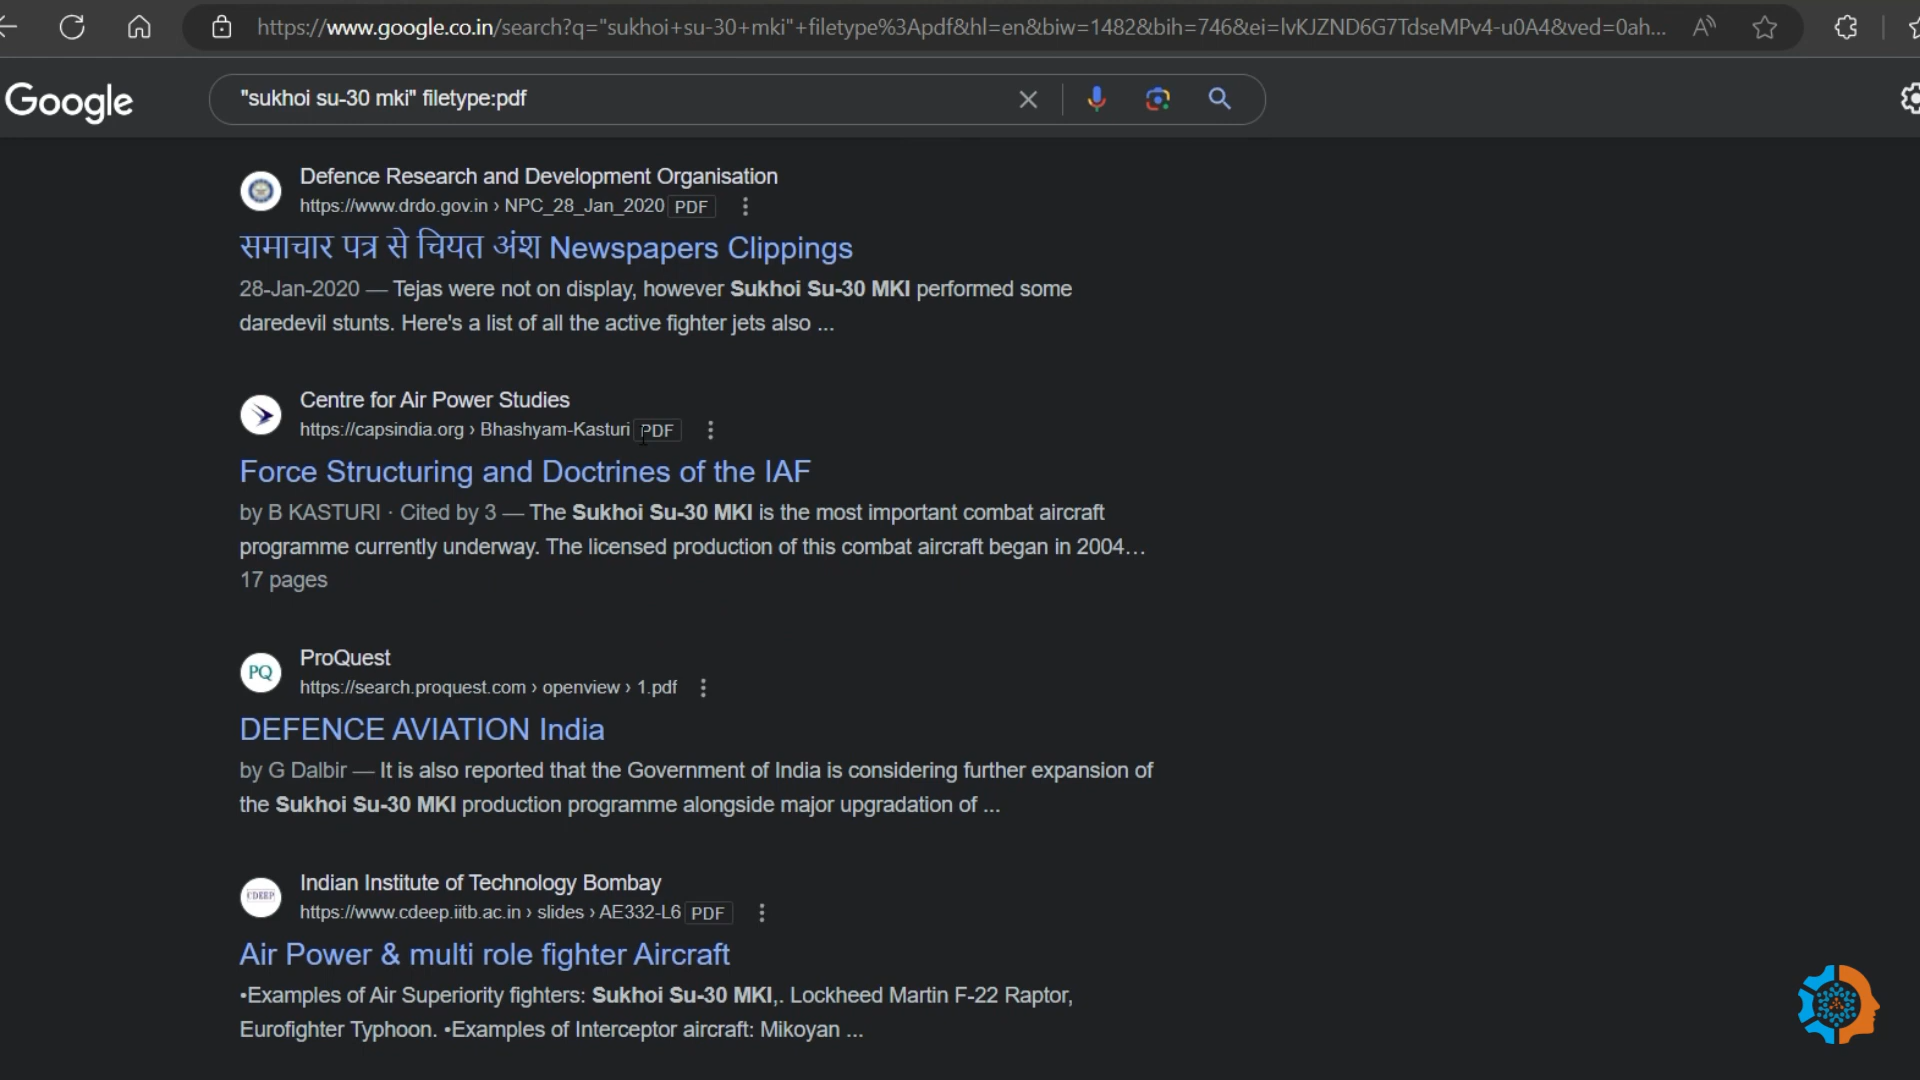 https://www.google.co.in/search?q="sukhoi+su-30+mki"+filetype%3Apdf&hl=en&biw=1482&bih=746&ei=lvKJZND6G7TdseMPv4-u0A4&ved=0ah...
Google
"sukhoi su-30 mki" filetype:pdf
Defence Research and Development Organisation
https://www.drdo.gov.in › NPC_28_Jan_2020 PDF
समाचार पत्र से चियत अंश Newspapers Clippings
28-Jan-2020 — Tejas were not on display, however Sukhoi Su-30 MKI performed some
daredevil stunts. Here's a list of all the active fighter jets also ...
Centre for Air Power Studies
https://capsindia.org › Bhashyam-Kasturi PDF
Force Structuring and Doctrines of the IAF
by B KASTURI · Cited by 3 — The Sukhoi Su-30 MKI is the most important combat aircraft
programme currently underway. The licensed production of this combat aircraft began in 2004…
17 pages
PQ
ProQuest
https://search.proquest.com › openview › 1.pdf
DEFENCE AVIATION India
by G Dalbir — It is also reported that the Government of India is considering further expansion of
the Sukhoi Su-30 MKI production programme alongside major upgradation of ...
CDEEP
Indian Institute of Technology Bombay
https://www.cdeep.iitb.ac.in › slides › AE332-L6 PDF
Air Power & multi role fighter Aircraft
•Examples of Air Superiority fighters: Sukhoi Su-30 MKI,. Lockheed Martin F-22 Raptor,
Eurofighter Typhoon. •Examples of Interceptor aircraft: Mikoyan ...